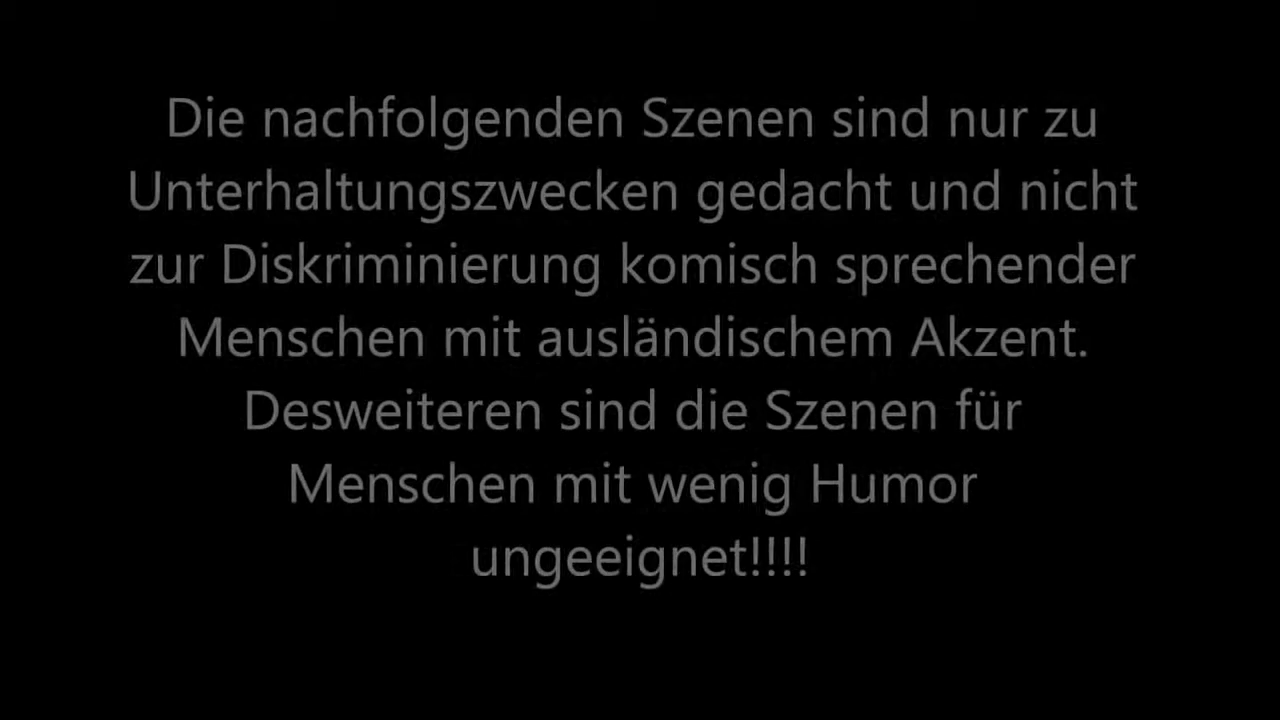 Die nachfolgenden Szenen sind nur zu
Unterhaltungszwecken gedacht und nicht
zur Diskriminierung komisch sprechender
Menschen mit ausländischem Akzent.
Desweiteren sind die Szenen für
Menschen mit wenig Humor
ungeeignet!!!!